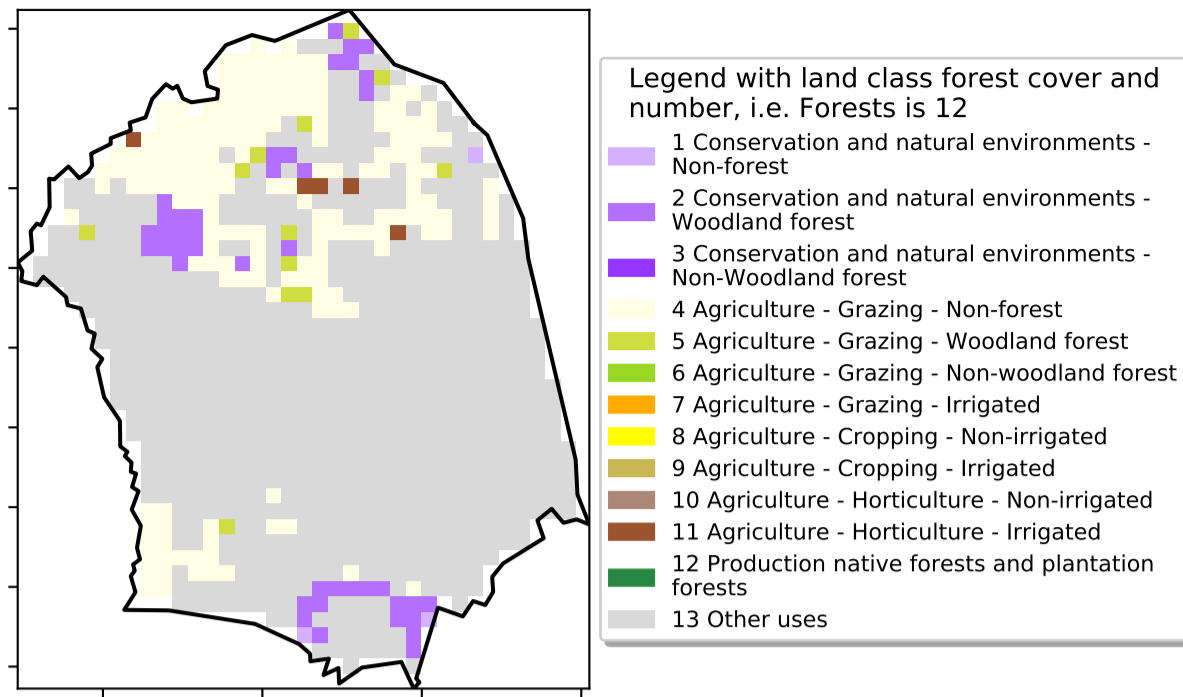 Legend with land class forest cover and
number, i.e. Forests is 12
1 Conservation and natural environments -
Non-forest
2 Conservation and natural environments -
Woodland forest
3 Conservation and natural environments -
Non-Woodland forest
4 Agriculture - Grazing - Non-forest
5 Agriculture - Grazing - Woodland forest
6 Agriculture - Grazing - Non-woodland forest
7 Agriculture - Grazing - Irrigated
8 Agriculture - Cropping - Non-irrigated
9 Agriculture - Cropping - Irrigated
10 Agriculture - Horticulture - Non-irrigated
11 Agriculture - Horticulture - Irrigated
12 Production native forests and plantation
forests
13 Other uses